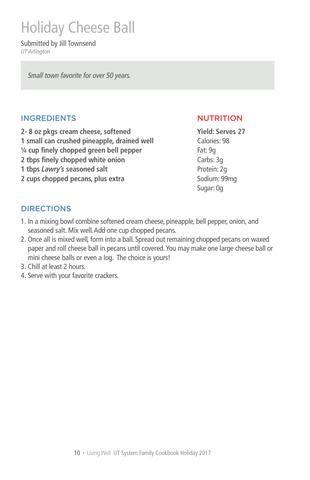 Holiday Cheese Ball
Submitted by Jill Townsend
UT Arlington
Small town favorite for over 50 years.
INGREDIENTS
2- 8 oz pkgs cream cheese, softened
1 small can crushed pineapple, drained well
¼ cup finely chopped green bell pepper
2 tbps finely chopped white onion
1 tbps Lawry's seasoned salt
2 cups chopped pecans, plus extra
NUTRITION
Yield: Serves 27
Calories: 98
Fat: 9g
Carbs: 3g
Protein: 2g
Sodium: 99mg
Sugar: 0g
DIRECTIONS
1. In a mixing bowl combine softened cream cheese, pineapple, bell pepper, onion, and
seasoned salt. Mix well. Add one cup chopped pecans.
2. Once all is mixed well, form into a ball. Spread out remaining chopped pecans on waxed
paper and roll cheese ball in pecans until covered. You may make one large cheese ball or
mini cheese balls or even a log. The choice is yours!
3. Chill at least 2 hours.
4. Serve with your favorite crackers.
10 • Living Well UT System Family Cookbook Holiday 2017